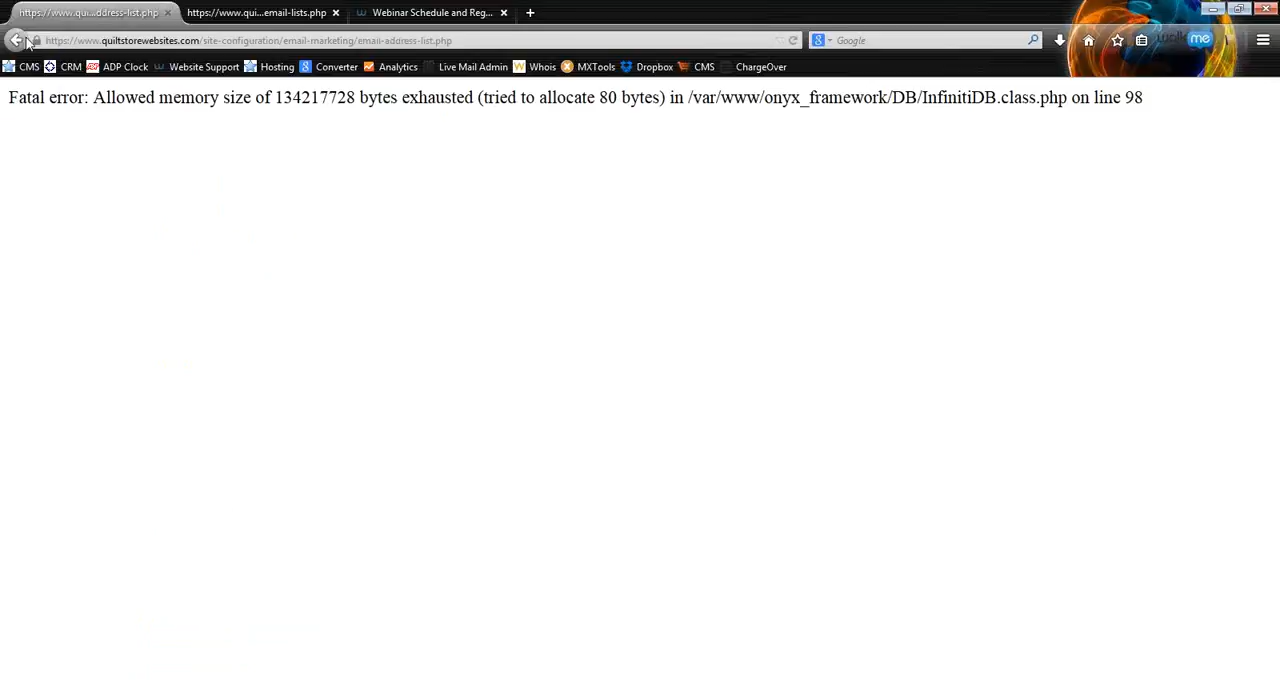 https://www.qui...ddress-list.php
https://www.qui...email-lists.php
Webinar Schedule and Reg...
https://www.quiltstorewebsites.com/site-configuration/email-marketing/email-address-list.php
Google
me
CMS CRM ADP Clock Website Support Hosting Converter Analytics Live Mail Admin Whois MXTools Dropbox CMS ChargeOver
Fatal error: Allowed memory size of 134217728 bytes exhausted (tried to allocate 80 bytes) in /var/www/onyx_framework/DB/InfinitiDB.class.php on line 98